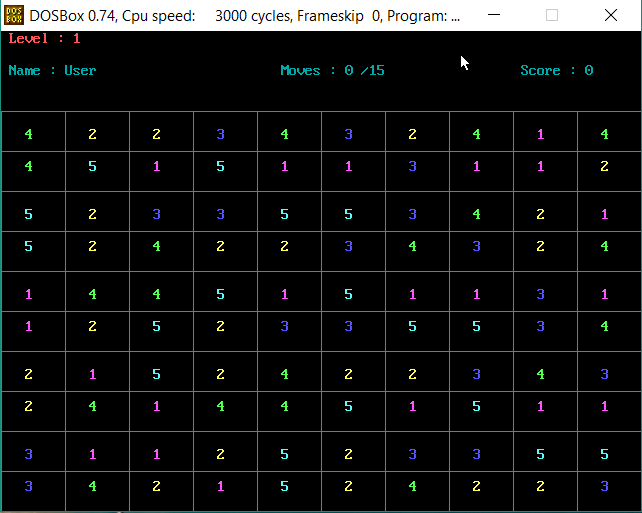 DOS BOX DOSBox 0.74, Cpu speed: 3000 cycles, Frameskip 0, Program: ...
Level : 1
Name : User Moves : 0 /15 Score : 0
4 2 2 3 4 3 2 4 1 4
4 5 1 5 1 1 3 1 1 2
5 2 3 3 5 5 3 4 2 1
5 2 4 2 2 3 4 3 2 4
1 4 4 5 1 5 1 1 3 1
1 2 5 2 3 3 5 5 3 4
2 1 5 2 4 2 2 3 4 3
2 4 1 4 4 5 1 5 1 1
3 1 1 2 5 2 3 3 5 5
3 4 2 1 5 2 4 2 2 3